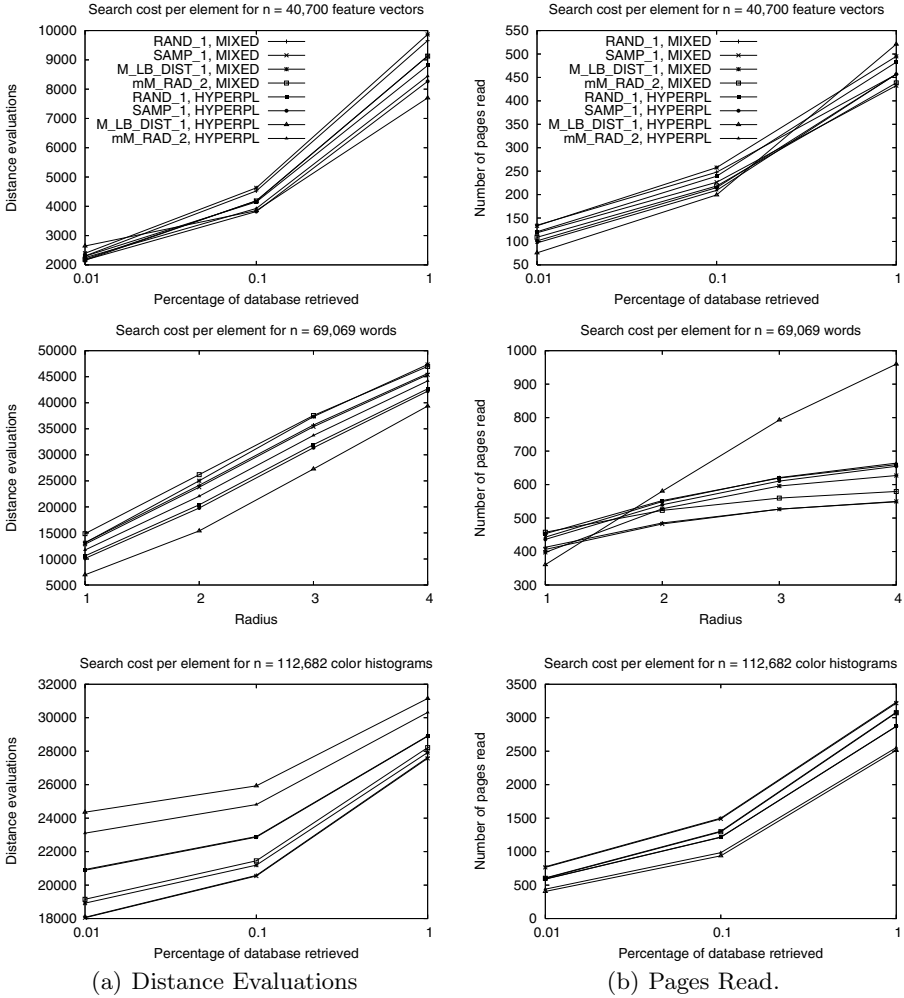 Search cost per element for n = 40,700 feature vectors
Distance evaluations
10000
9000
8000
7000
6000
5000
4000
3000
2000
RAND_1, MIXED
SAMP_1, MIXED
M_LB_DIST_1, MIXED
mM_RAD_2, MIXED
RAND_1, HYPERPL
SAMP_1, HYPERPL
M_LB_DIST_1, HYPERPL
mM_RAD_2, HYPERPL
0.01 0.1 1
Percentage of database retrieved
Search cost per element for n = 40,700 feature vectors
Number of pages read
550
500
450
400
350
300
250
200
150
100
50
RAND_1, MIXED
SAMP_1, MIXED
M_LB_DIST_1, MIXED
mM_RAD_2, MIXED
RAND_1, HYPERPL
SAMP_1, HYPERPL
M_LB_DIST_1, HYPERPL
mM_RAD_2, HYPERPL
0.01 0.1 1
Percentage of database retrieved
Search cost per element for n = 69,069 words
Distance evaluations
50000
45000
40000
35000
30000
25000
20000
15000
10000
5000
1 2 3 4
Radius
Search cost per element for n = 69,069 words
Number of pages read
1000
900
800
700
600
500
400
300
1 2 3 4
Radius
Search cost per element for n = 112,682 color histograms
Distance evaluations
32000
30000
28000
26000
24000
22000
20000
18000
0.01 0.1 1
Percentage of database retrieved
Search cost per element for n = 112,682 color histograms
Number of pages read
3500
3000
2500
2000
1500
1000
500
0
0.01 0.1 1
Percentage of database retrieved
(a) Distance Evaluations
(b) Pages Read.